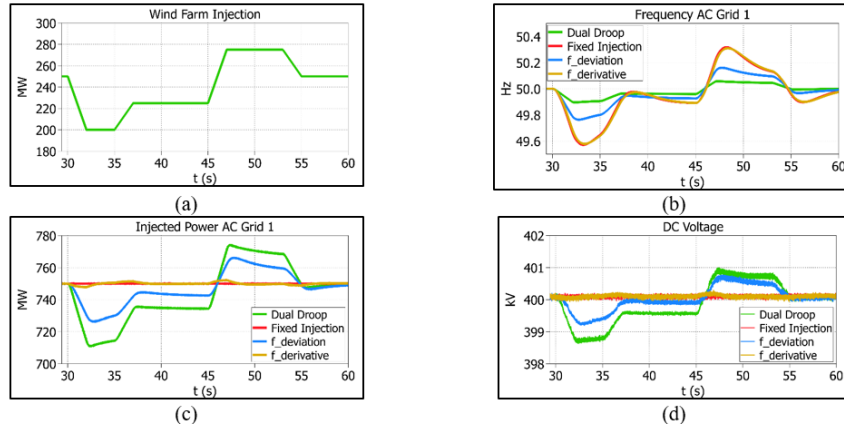 Wind Farm Injection
300
280
260
240
220
200
180
MW
30 35 40 45 50 55 60
t (s)
(a)
Frequency AC Grid 1
50.4
50.2
50.0
49.8
49.6
Hz
Dual Droop
Fixed Injection
f_deviation
f_derivative
30 35 40 45 50 55 60
t (s)
(b)
Injected Power AC Grid 1
780
760
740
720
700
MW
Dual Droop
Fixed Injection
f_deviation
f_derivative
30 35 40 45 50 55 60
t (s)
(c)
DC Voltage
402
401
400
399
398
kV
Dual Droop
Fixed Injection
f_deviation
f_derivative
30 35 40 45 50 55 60
t (s)
(d)